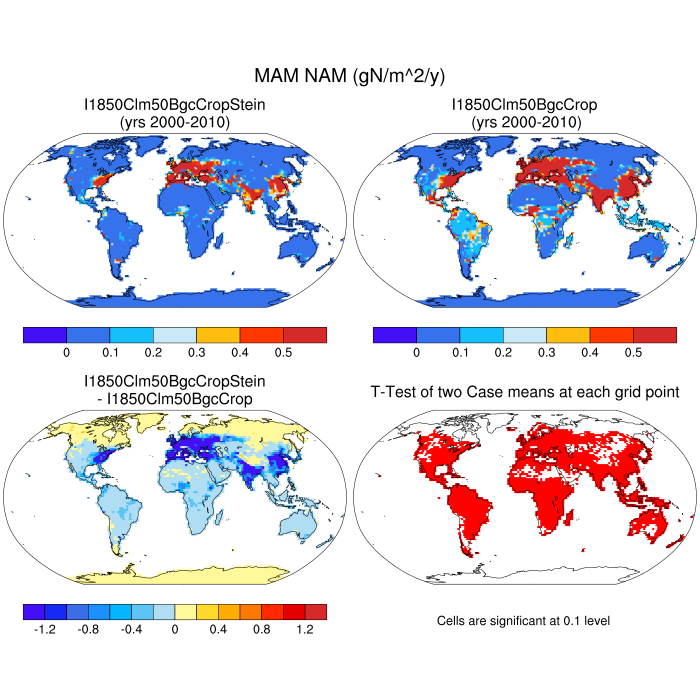 MAM NAM (gN/m^2/y)
I1850Clm50BgcCropStein
(yrs 2000-2010)
I1850Clm50BgcCrop
(yrs 2000-2010)
0 0.1 0.2 0.3 0.4 0.5
0 0.1 0.2 0.3 0.4 0.5
I1850Clm50BgcCropStein
- I1850Clm50BgcCrop
T-Test of two Case means at each grid point
-1.2 -0.8 -0.4 0 0.4 0.8 1.2
Cells are significant at 0.1 level